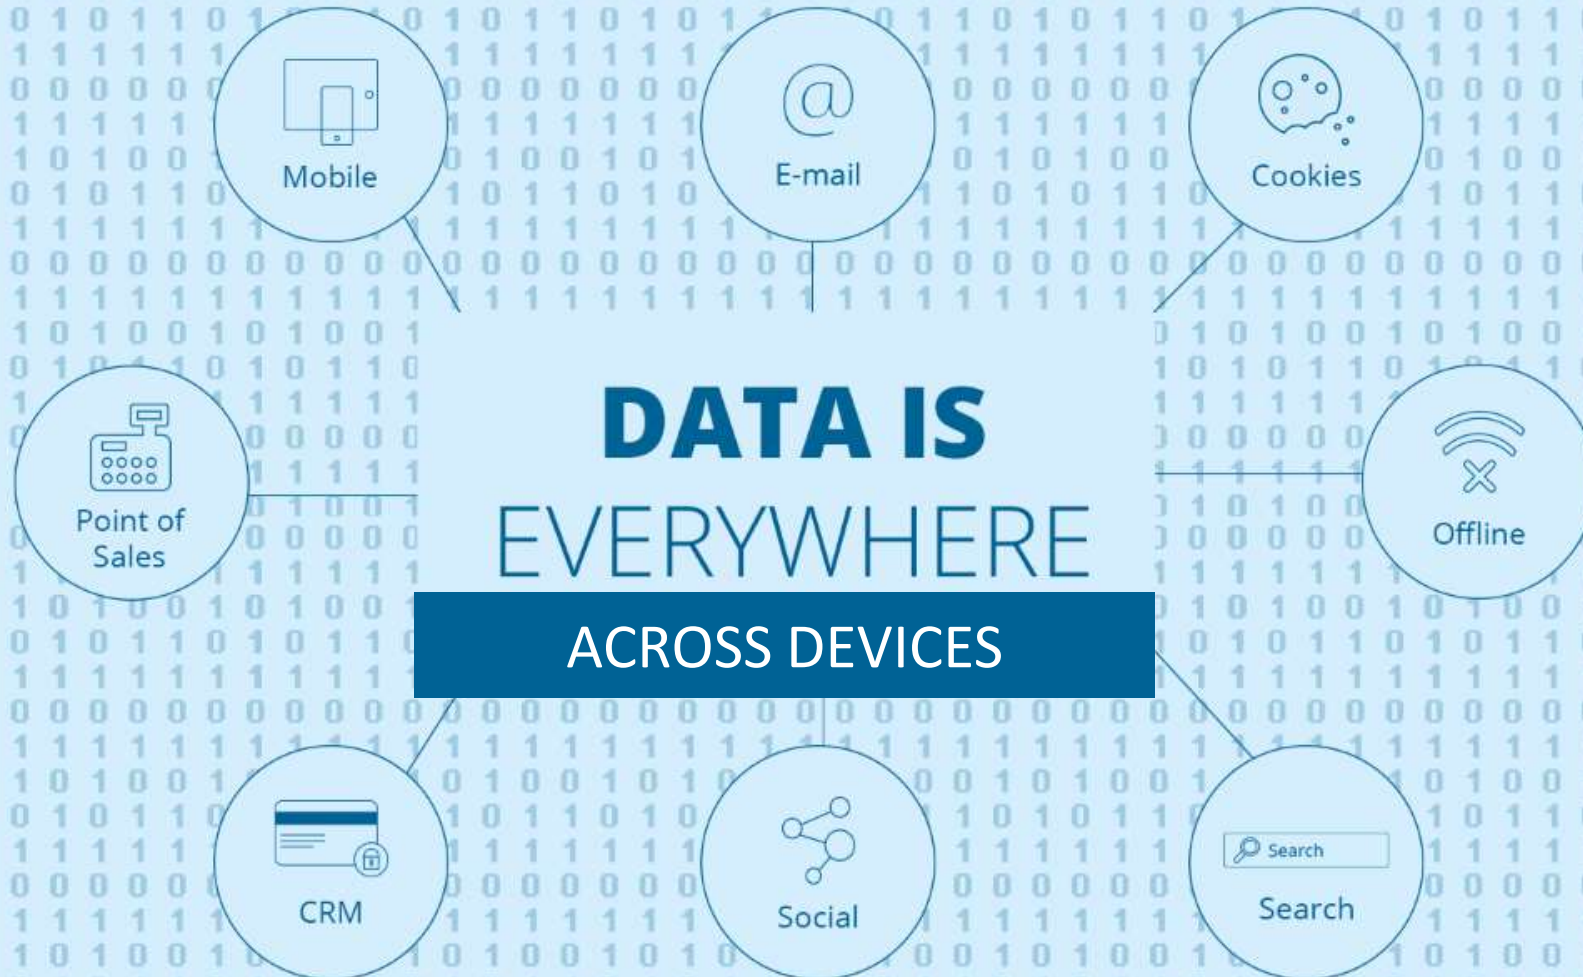 Mobile
@
E-mail
Cookies
DATA IS
EVERYWHERE
ACROSS DEVICES
Point of
Sales
Offline
CRM
Social
Search
Search